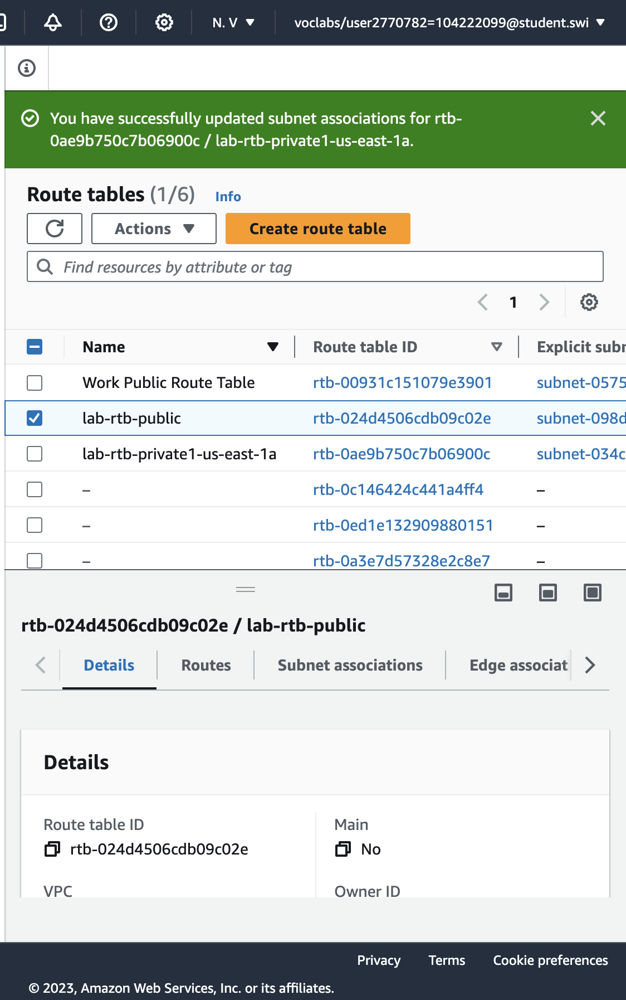 N. V
voclabs/user2770782=104222099@student.swi
You have successfully updated subnet associations for rtb-
0ae9b750c7b06900c / lab-rtb-private1-us-east-1a.
Route tables (1/6) Info
Actions
Create route table
Find resources by attribute or tag
1
Name Route table ID Explicit subn
Work Public Route Table rtb-00931c151079e3901 subnet-0575
lab-rtb-public rtb-024d4506cdb09c02e subnet-098d
lab-rtb-private1-us-east-1a rtb-0ae9b750c7b06900c subnet-034c
– rtb-0c146424c441a4ff4 –
– rtb-0ed1e132909880151 –
– rtb-0a3e7d57328e2c8e7 –
rtb-024d4506cdb09c02e / lab-rtb-public
Details Routes Subnet associations Edge associat
Details
Route table ID Main
rtb-024d4506cdb09c02e No
VPC Owner ID
Privacy Terms Cookie preferences
© 2023, Amazon Web Services, Inc. or its affiliates.